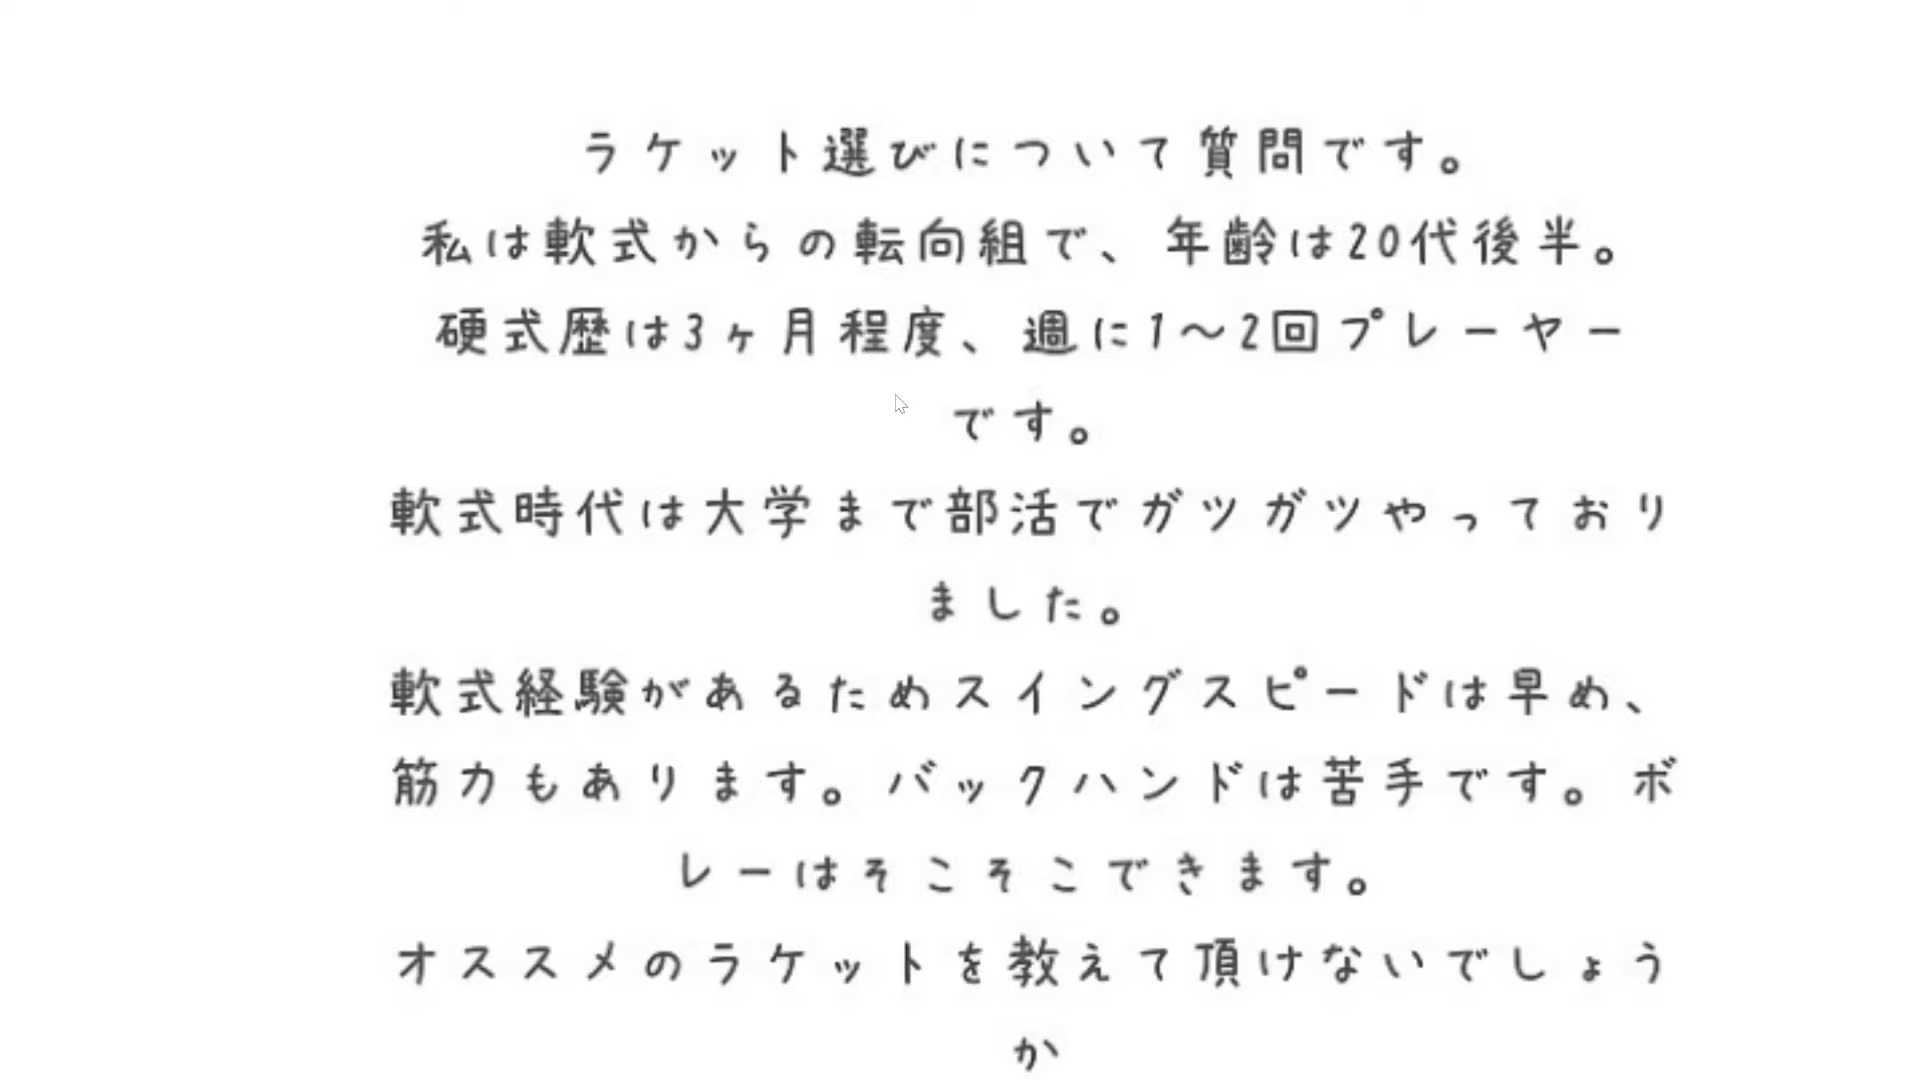 ラケット選びについて質問です。
私は軟式からの転向組で、年齢は20代後半。
硬式歴は3ヶ月程度、週に1～2回プレーヤー
です。
軟式時代は大学まで部活でガツガツやっており
ました。
軟式経験があるためスイングスピードは早め、
筋力もあります。バックハンドは苦手です。ボ
レーはそこそこできます。
オススメのラケットを教えて頂けないでしょう
か